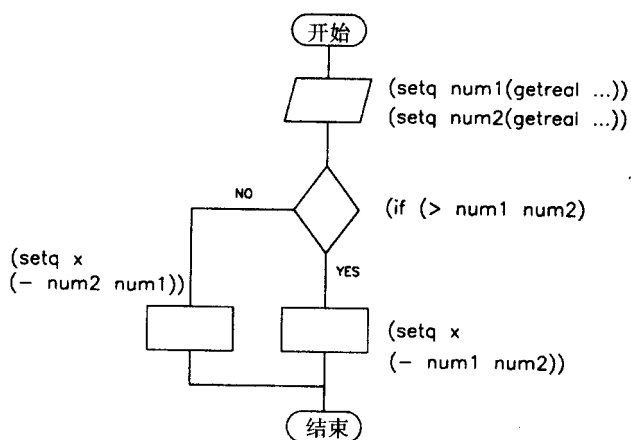 开始
(setq num1(getreal ...))
(setq num2(getreal ...))
NO
(if (> num1 num2)
(setq x
(- num2 num1))
YES
(setq x
(- num1 num2))
结束